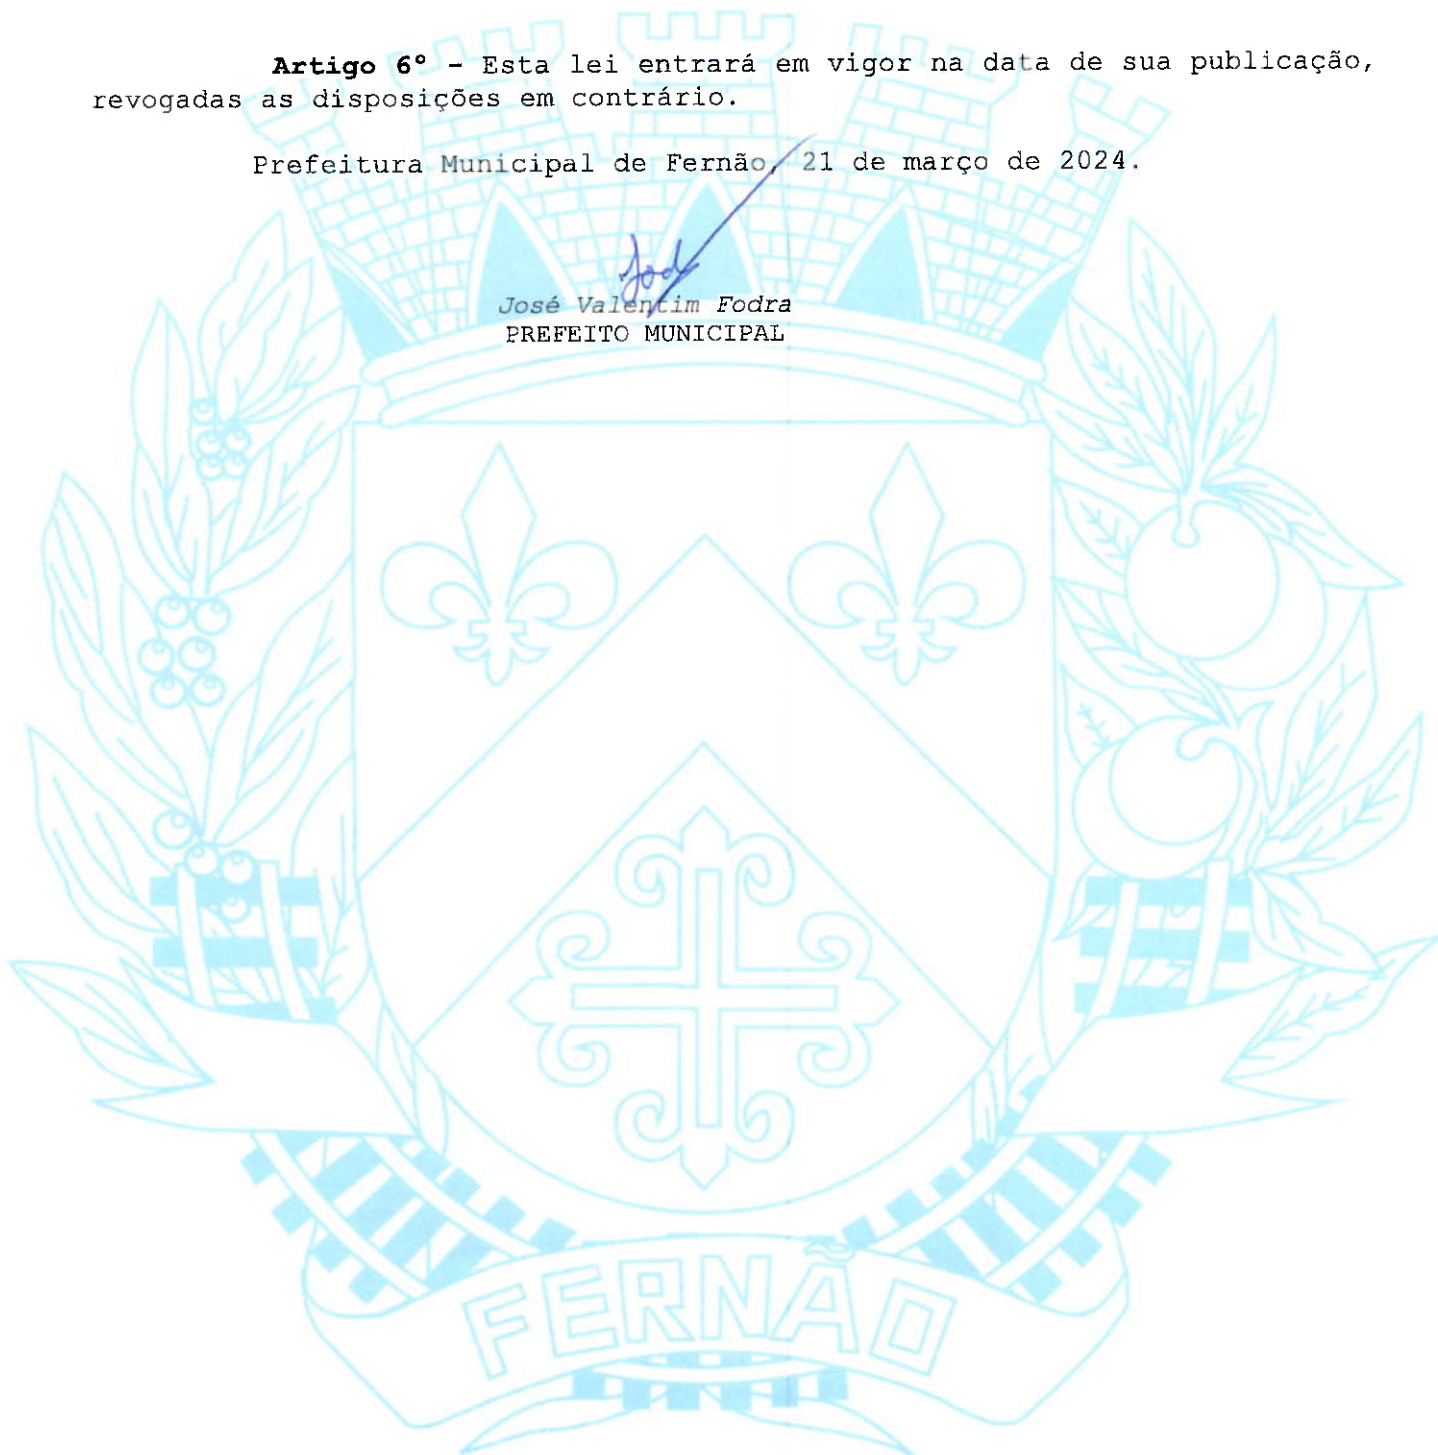 Artigo 6º - Esta lei entrará em vigor na data de sua publicação,
revogadas as disposições em contrário.
Prefeitura Municipal de Fernão, 21 de março de 2024.
José Valentim Fodra
PREFEITO MUNICIPAL
FERNÃO